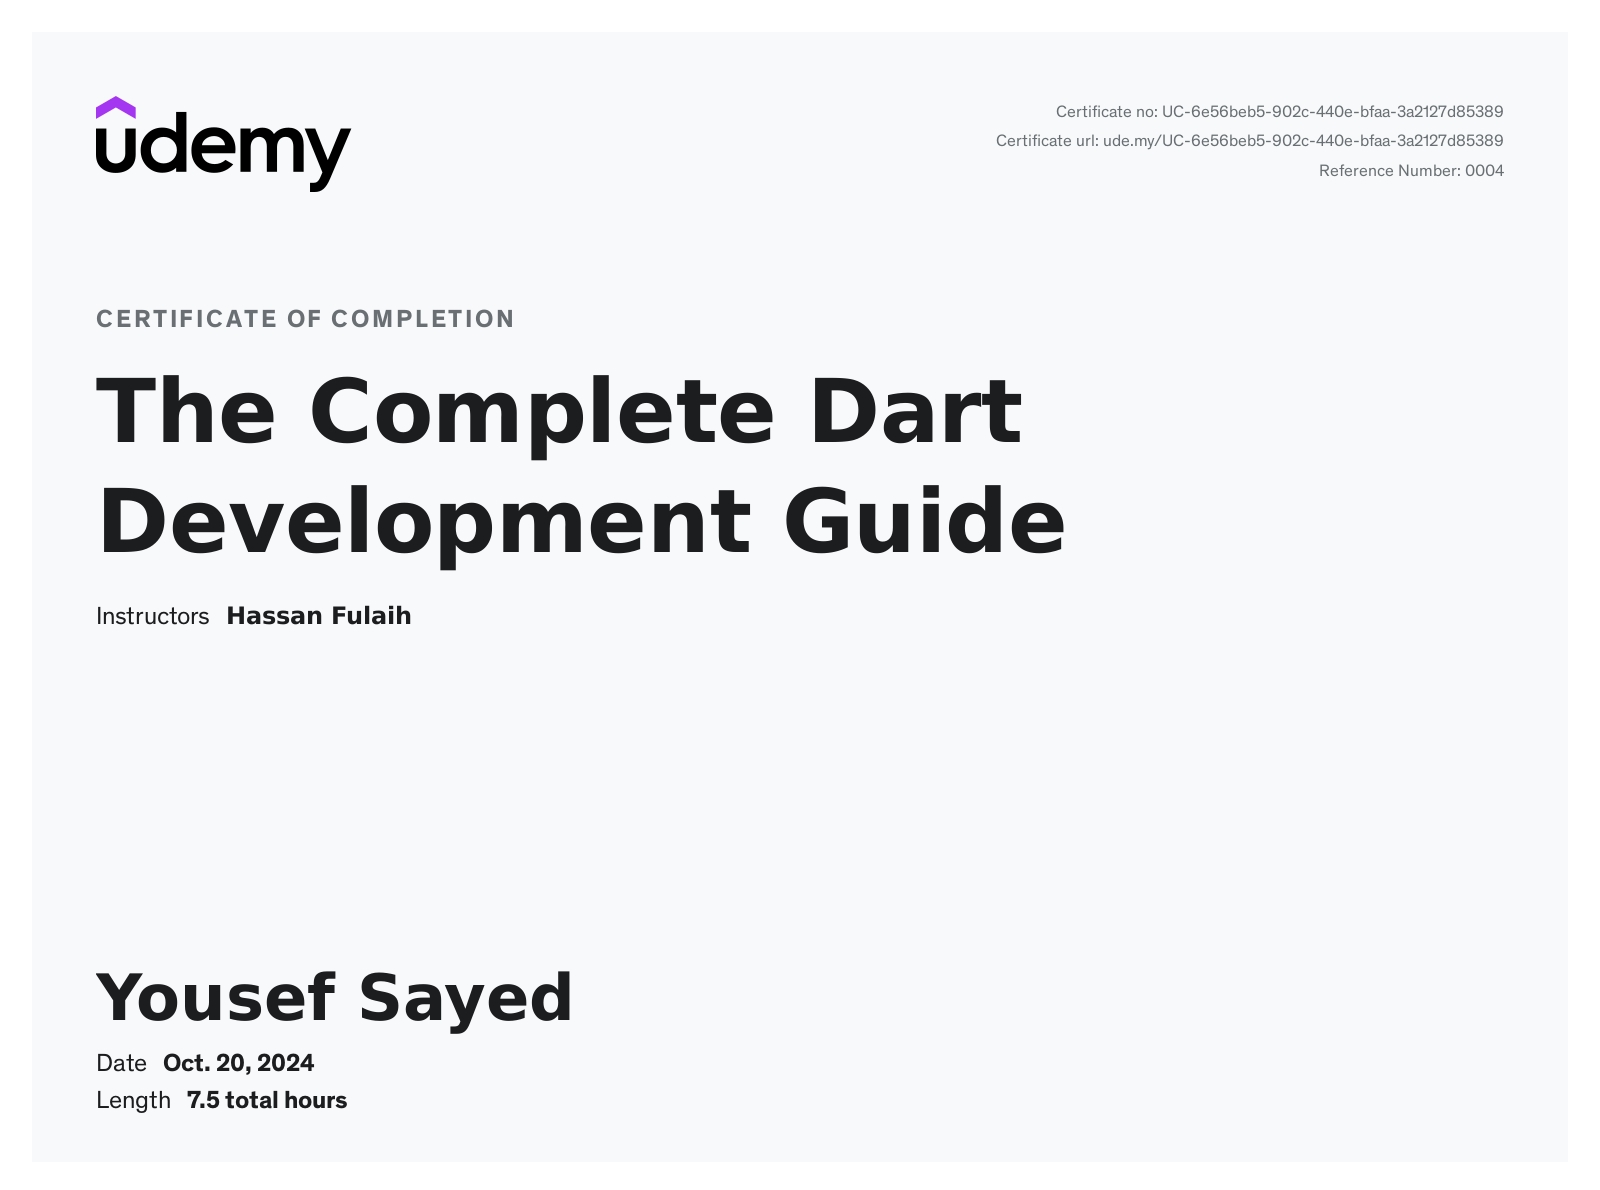 udemy
Certificate no: UC-6e56beb5-902c-440e-bfaa-3a2127d85389
Certificate url: ude.my/UC-6e56beb5-902c-440e-bfaa-3a2127d85389
Reference Number: 0004
CERTIFICATE OF COMPLETION
The Complete Dart
Development Guide
Instructors Hassan Fulaih
Yousef Sayed
Date Oct. 20, 2024
Length 7.5 total hours